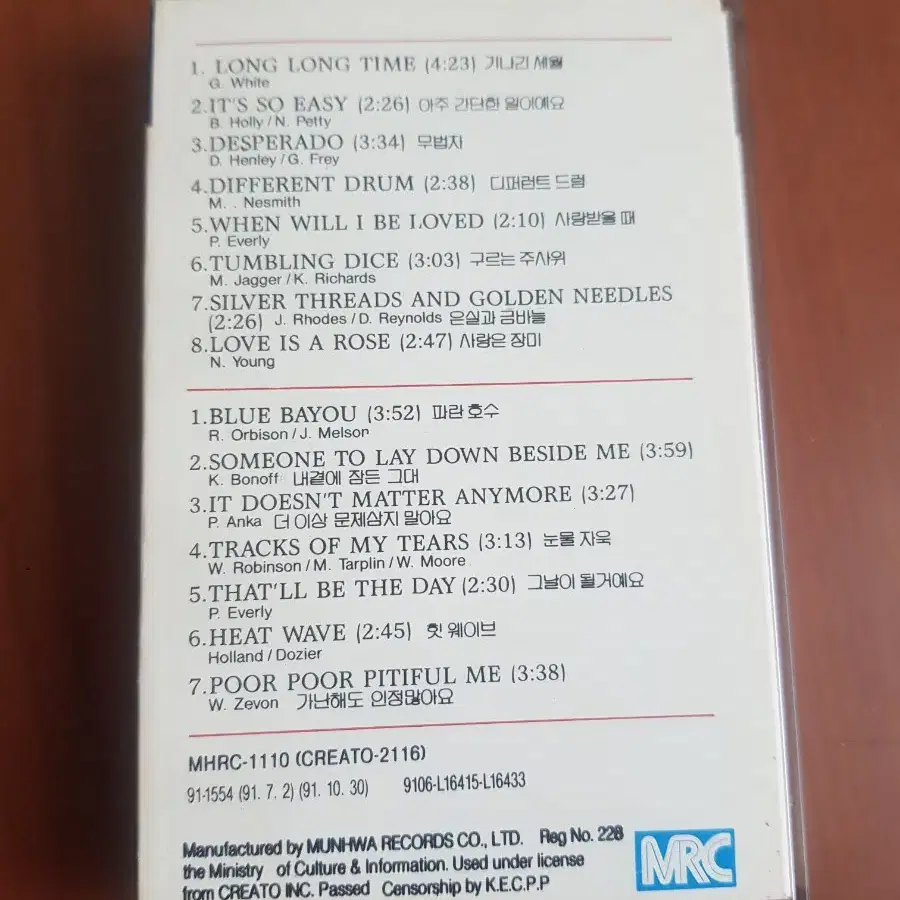 1. LONG LONG TIME (4:23) 기나긴 세월
G. White
2.IT'S SO EASY (2:26) 아주 간단한 일이예요
B. Holly/N. Petty
3.DESPERADO (3:34) 무법자
D. Henley/G. Frey
4.DIFFERENT DRUM (2:38) 디퍼런트 드럼
M. . Nesmith
5.WHEN WILL I BE LOVED (2:10) 사랑받을 때
P. Everly
6.TUMBLING DICE (3:03) 구르는 주사위
M. Jagger/K. Richards
7.SILVER THREADS AND GOLDEN NEEDLES
(2:26) J. Rhodes/D. Reynolds 은실과 금바늘
8.LOVE IS A ROSE (2:47) 사랑은 장미
N. Young
1.BLUE BAYOU (3:52) 파란 호수
R. Orbison/J. Melson
2.SOMEONE TO LAY DOWN BESIDE ME (3:59)
K. Bonoff 내곁에 잠든 그대
3.IT DOESN'T MATTER ANYMORE (3:27)
P. Anka 더 이상 문제삼지 말아요
4.TRACKS OF MY TEARS (3:13) 눈물 자욱
W. Robinson/M. Tarplin/W. Moore
5.THAT'LL BE THE DAY (2:30) 그날이 될거예요
P. Everly
6.HEAT WAVE (2:45) 힛 웨이브
Holland/Dozier
7.POOR POOR PITIFUL ME (3:38)
W. Zevon 가난해도 인정많아요
MHRC-1110 (CREATO-2116)
91-1554 (91. 7. 2) (91. 10. 30) 9106-L16415-L16433
Manufactured by MUNHWA RECORDS CO., LTD. Reg No. 228
the Ministry of Culture & Information. Used under license
from CREATO INC. Passed Censorship by K.E.C.P.P
MRC